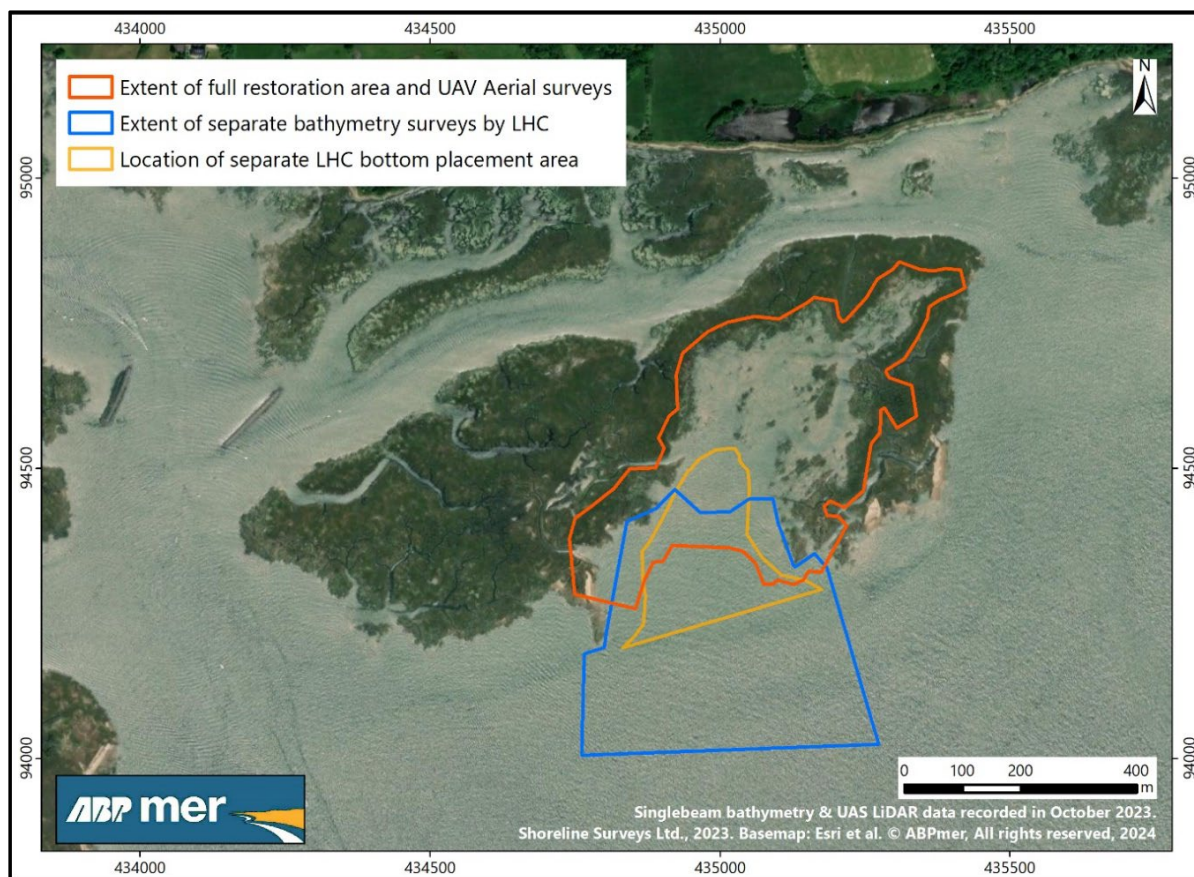 434000 434500 435000 435500
Extent of full restoration area and UAV Aerial surveys
Extent of separate bathymetry surveys by LHC
Location of separate LHC bottom placement area
N
95000 95000
94500 94500
94000 94000
0 100 200 400
m
ABP mer
Singlebeam bathymetry & UAS LiDAR data recorded in October 2023.
Shoreline Surveys Ltd., 2023. Basemap: Esri et al. © ABPmer, All rights reserved, 2024
434000 434500 435000 435500